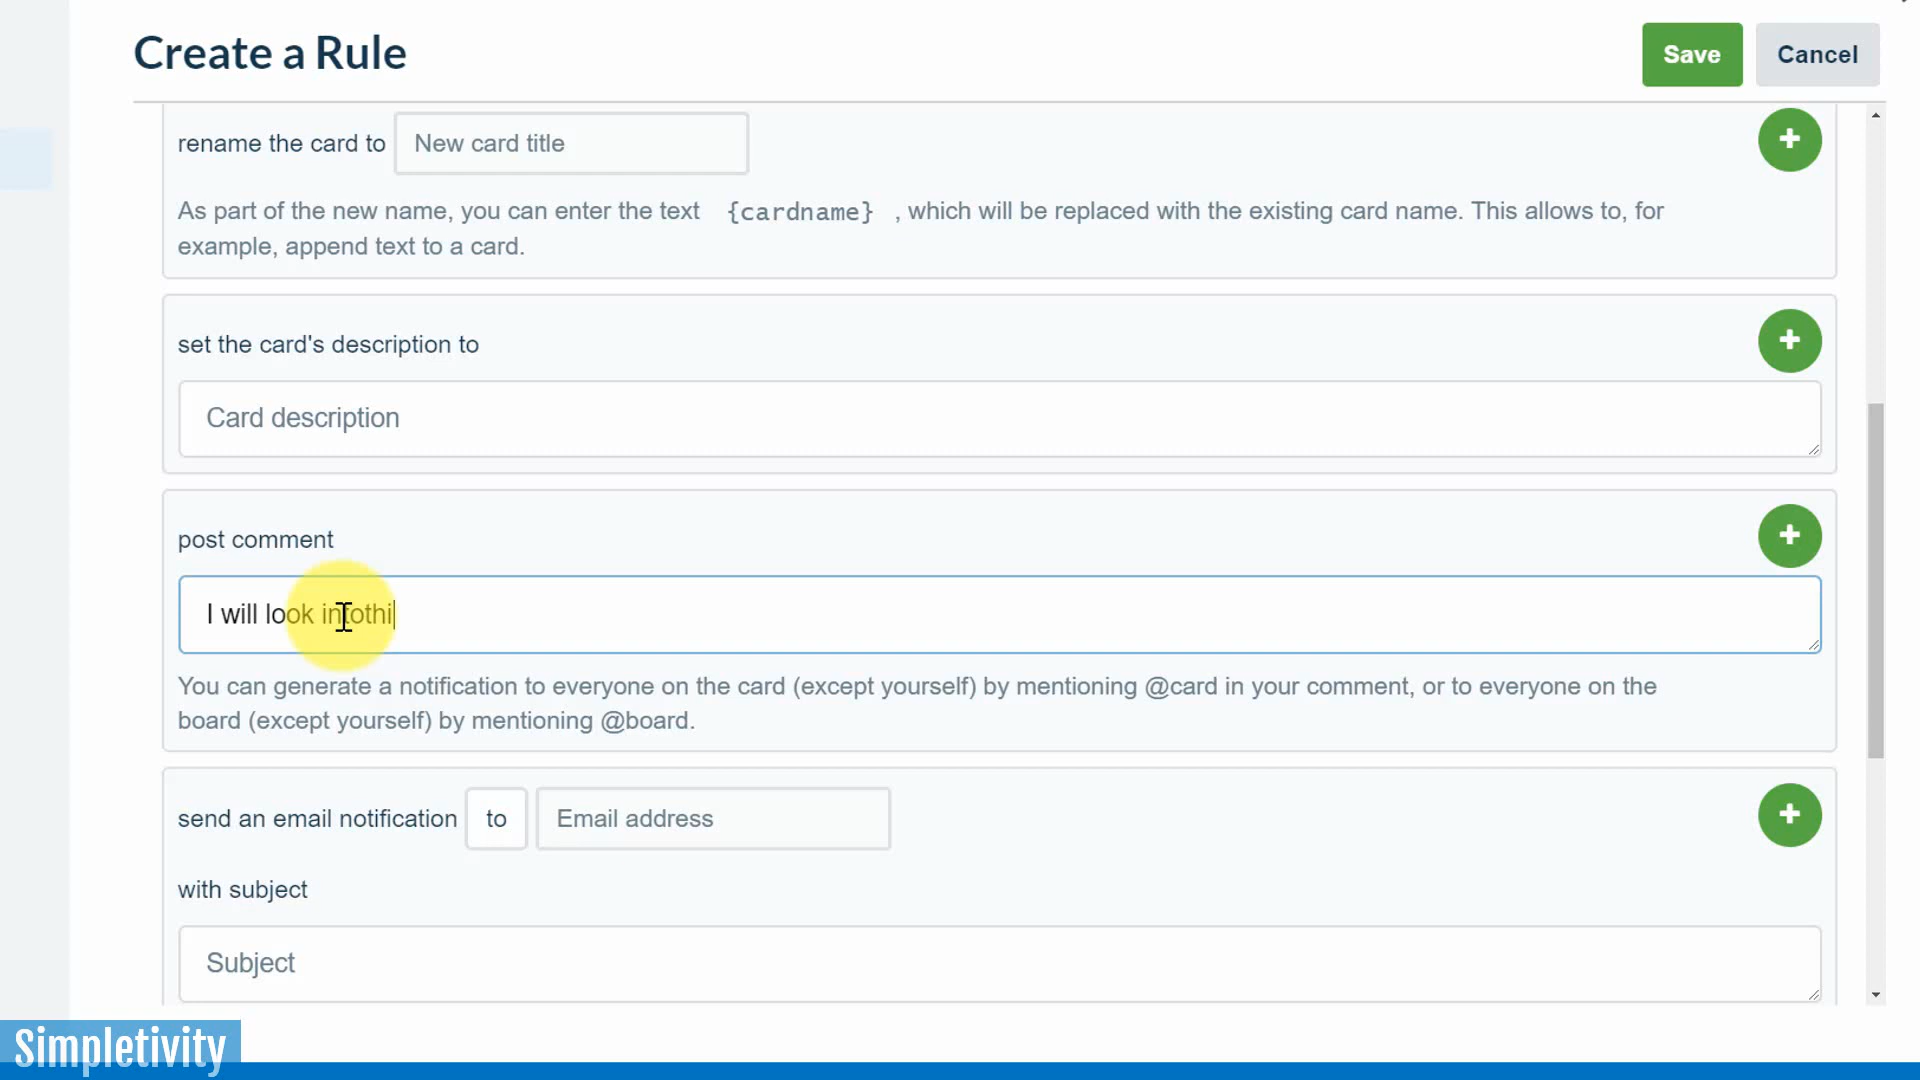 Create a Rule
Save
Cancel
rename the card to New card title
As part of the new name, you can enter the text {cardname} , which will be replaced with the existing card name. This allows to, for
example, append text to a card.
set the card's description to
Card description
post comment
I will look intothi
You can generate a notification to everyone on the card (except yourself) by mentioning @card in your comment, or to everyone on the
board (except yourself) by mentioning @board.
send an email notification to Email address
with subject
Subject
Simpletivity